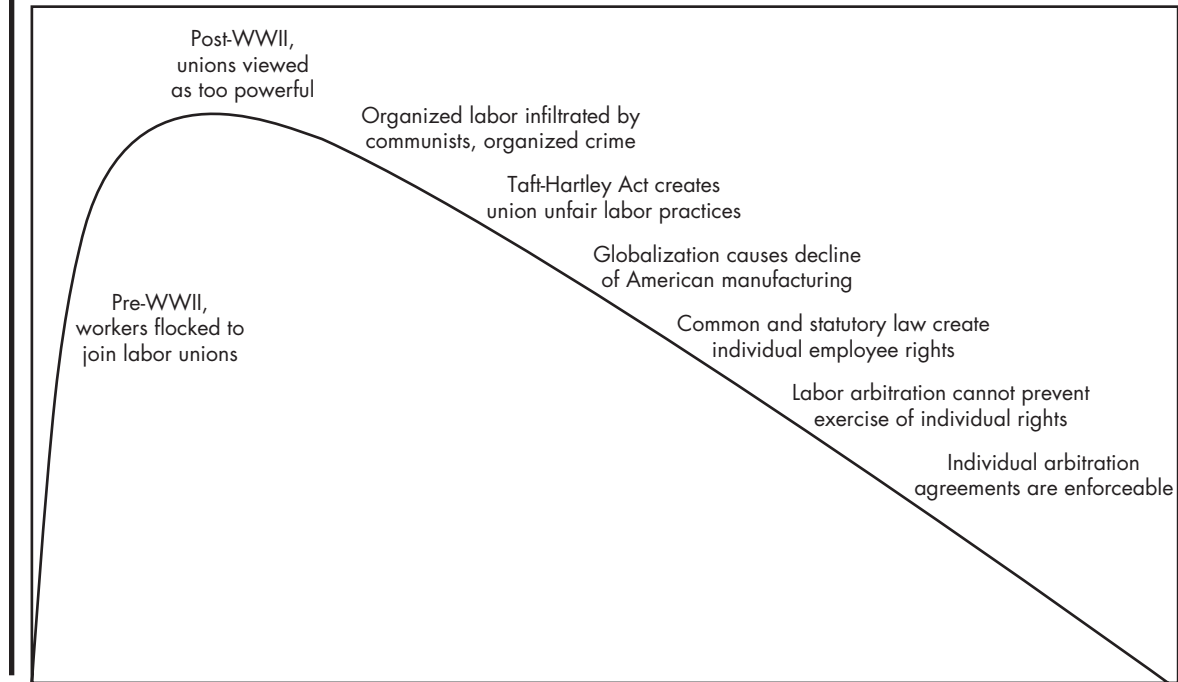 Post-WWII,
unions viewed
as too powerful
Organized labor infiltrated by
communists, organized crime
Taft-Hartley Act creates
union unfair labor practices
Globalization causes decline
of American manufacturing
Pre-WWII,
workers flocked to
join labor unions
Common and statutory law create
individual employee rights
Labor arbitration cannot prevent
exercise of individual rights
Individual arbitration
agreements are enforceable